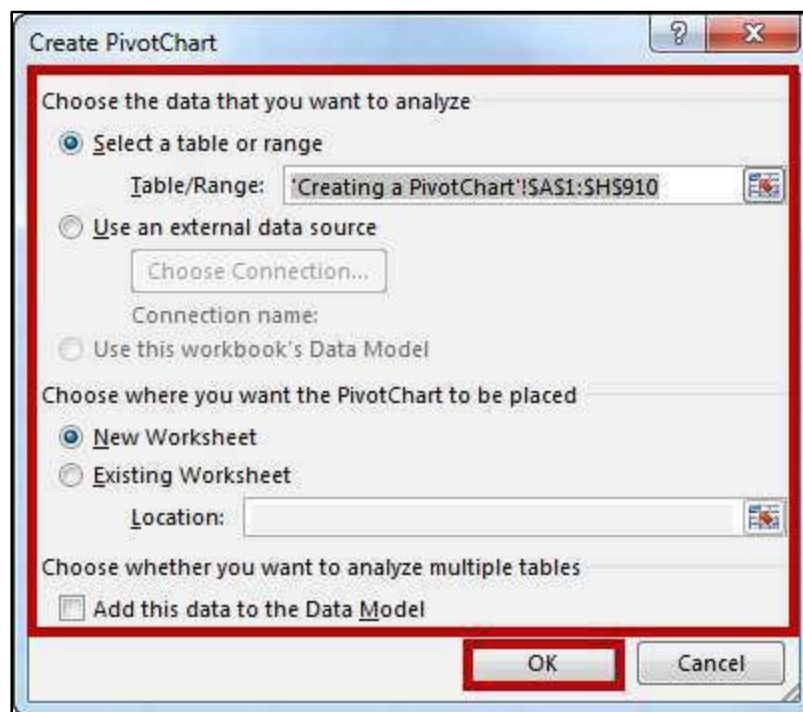 Create PivotChart
?
Choose the data that you want to analyze
Select a table or range
Table/Range: 'Creating a PivotChart'!$A$1:$H$910
Use an external data source
Choose Connection...
Connection name:
Use this workbook's Data Model
Choose where you want the PivotChart to be placed
New Worksheet
Existing Worksheet
Location:
Choose whether you want to analyze multiple tables
Add this data to the Data Model
OK Cancel